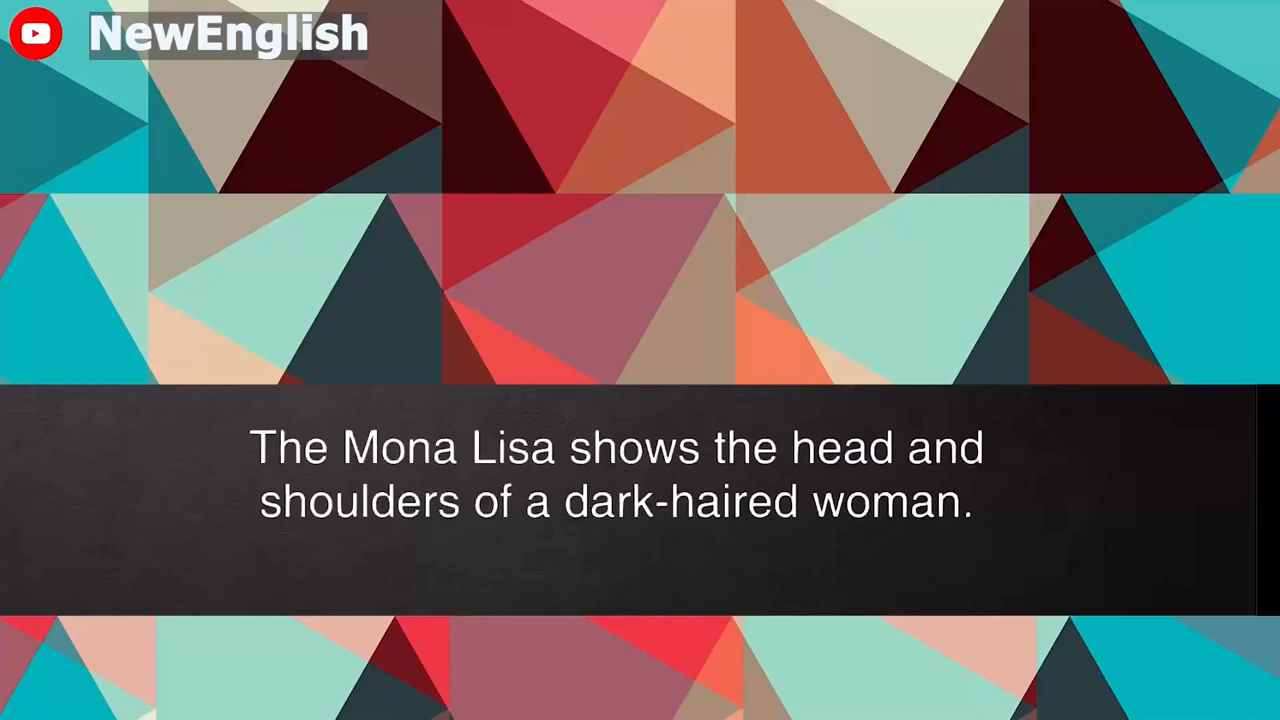 NewEnglish
The Mona Lisa shows the head and
shoulders of a dark-haired woman.